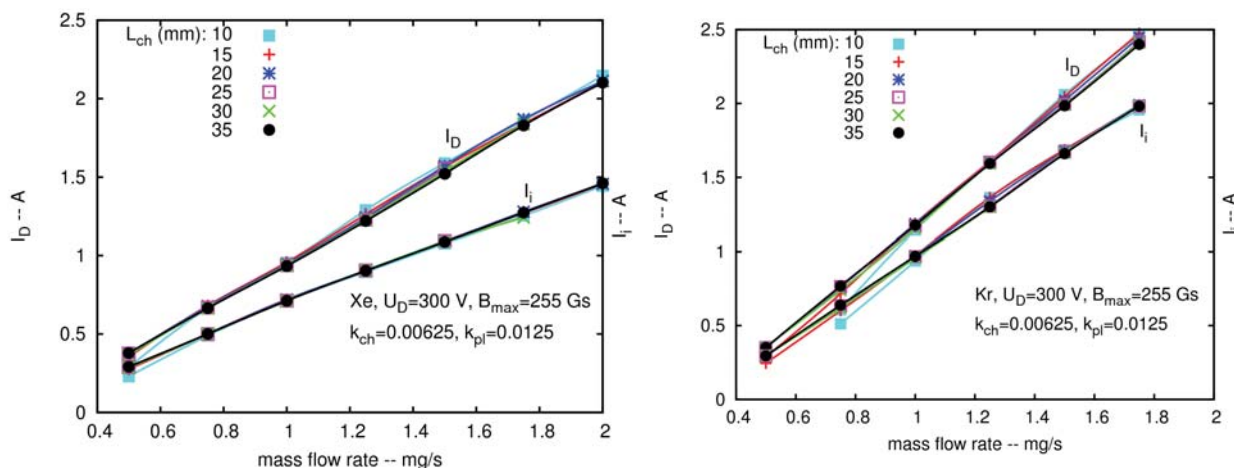 2.5
2
1.5
1
0.5
0
0.4 0.6 0.8 1 1.2 1.4 1.6 1.8 2
I_D -- A
mass flow rate -- mg/s
L_ch (mm): 10
15
20
25
30
35
I_D
I_i
Xe, U_D=300 V, B_max=255 Gs
k_ch=0.00625, k_pl=0.0125
I_i -- A
2.5
2
1.5
1
0.5
0
0.4 0.6 0.8 1 1.2 1.4 1.6 1.8 2
I_D -- A
mass flow rate -- mg/s
L_ch (mm): 10
15
20
25
30
35
I_D
I_i
Kr, U_D=300 V, B_max=255 Gs
k_ch=0.00625, k_pl=0.0125
I_i -- A